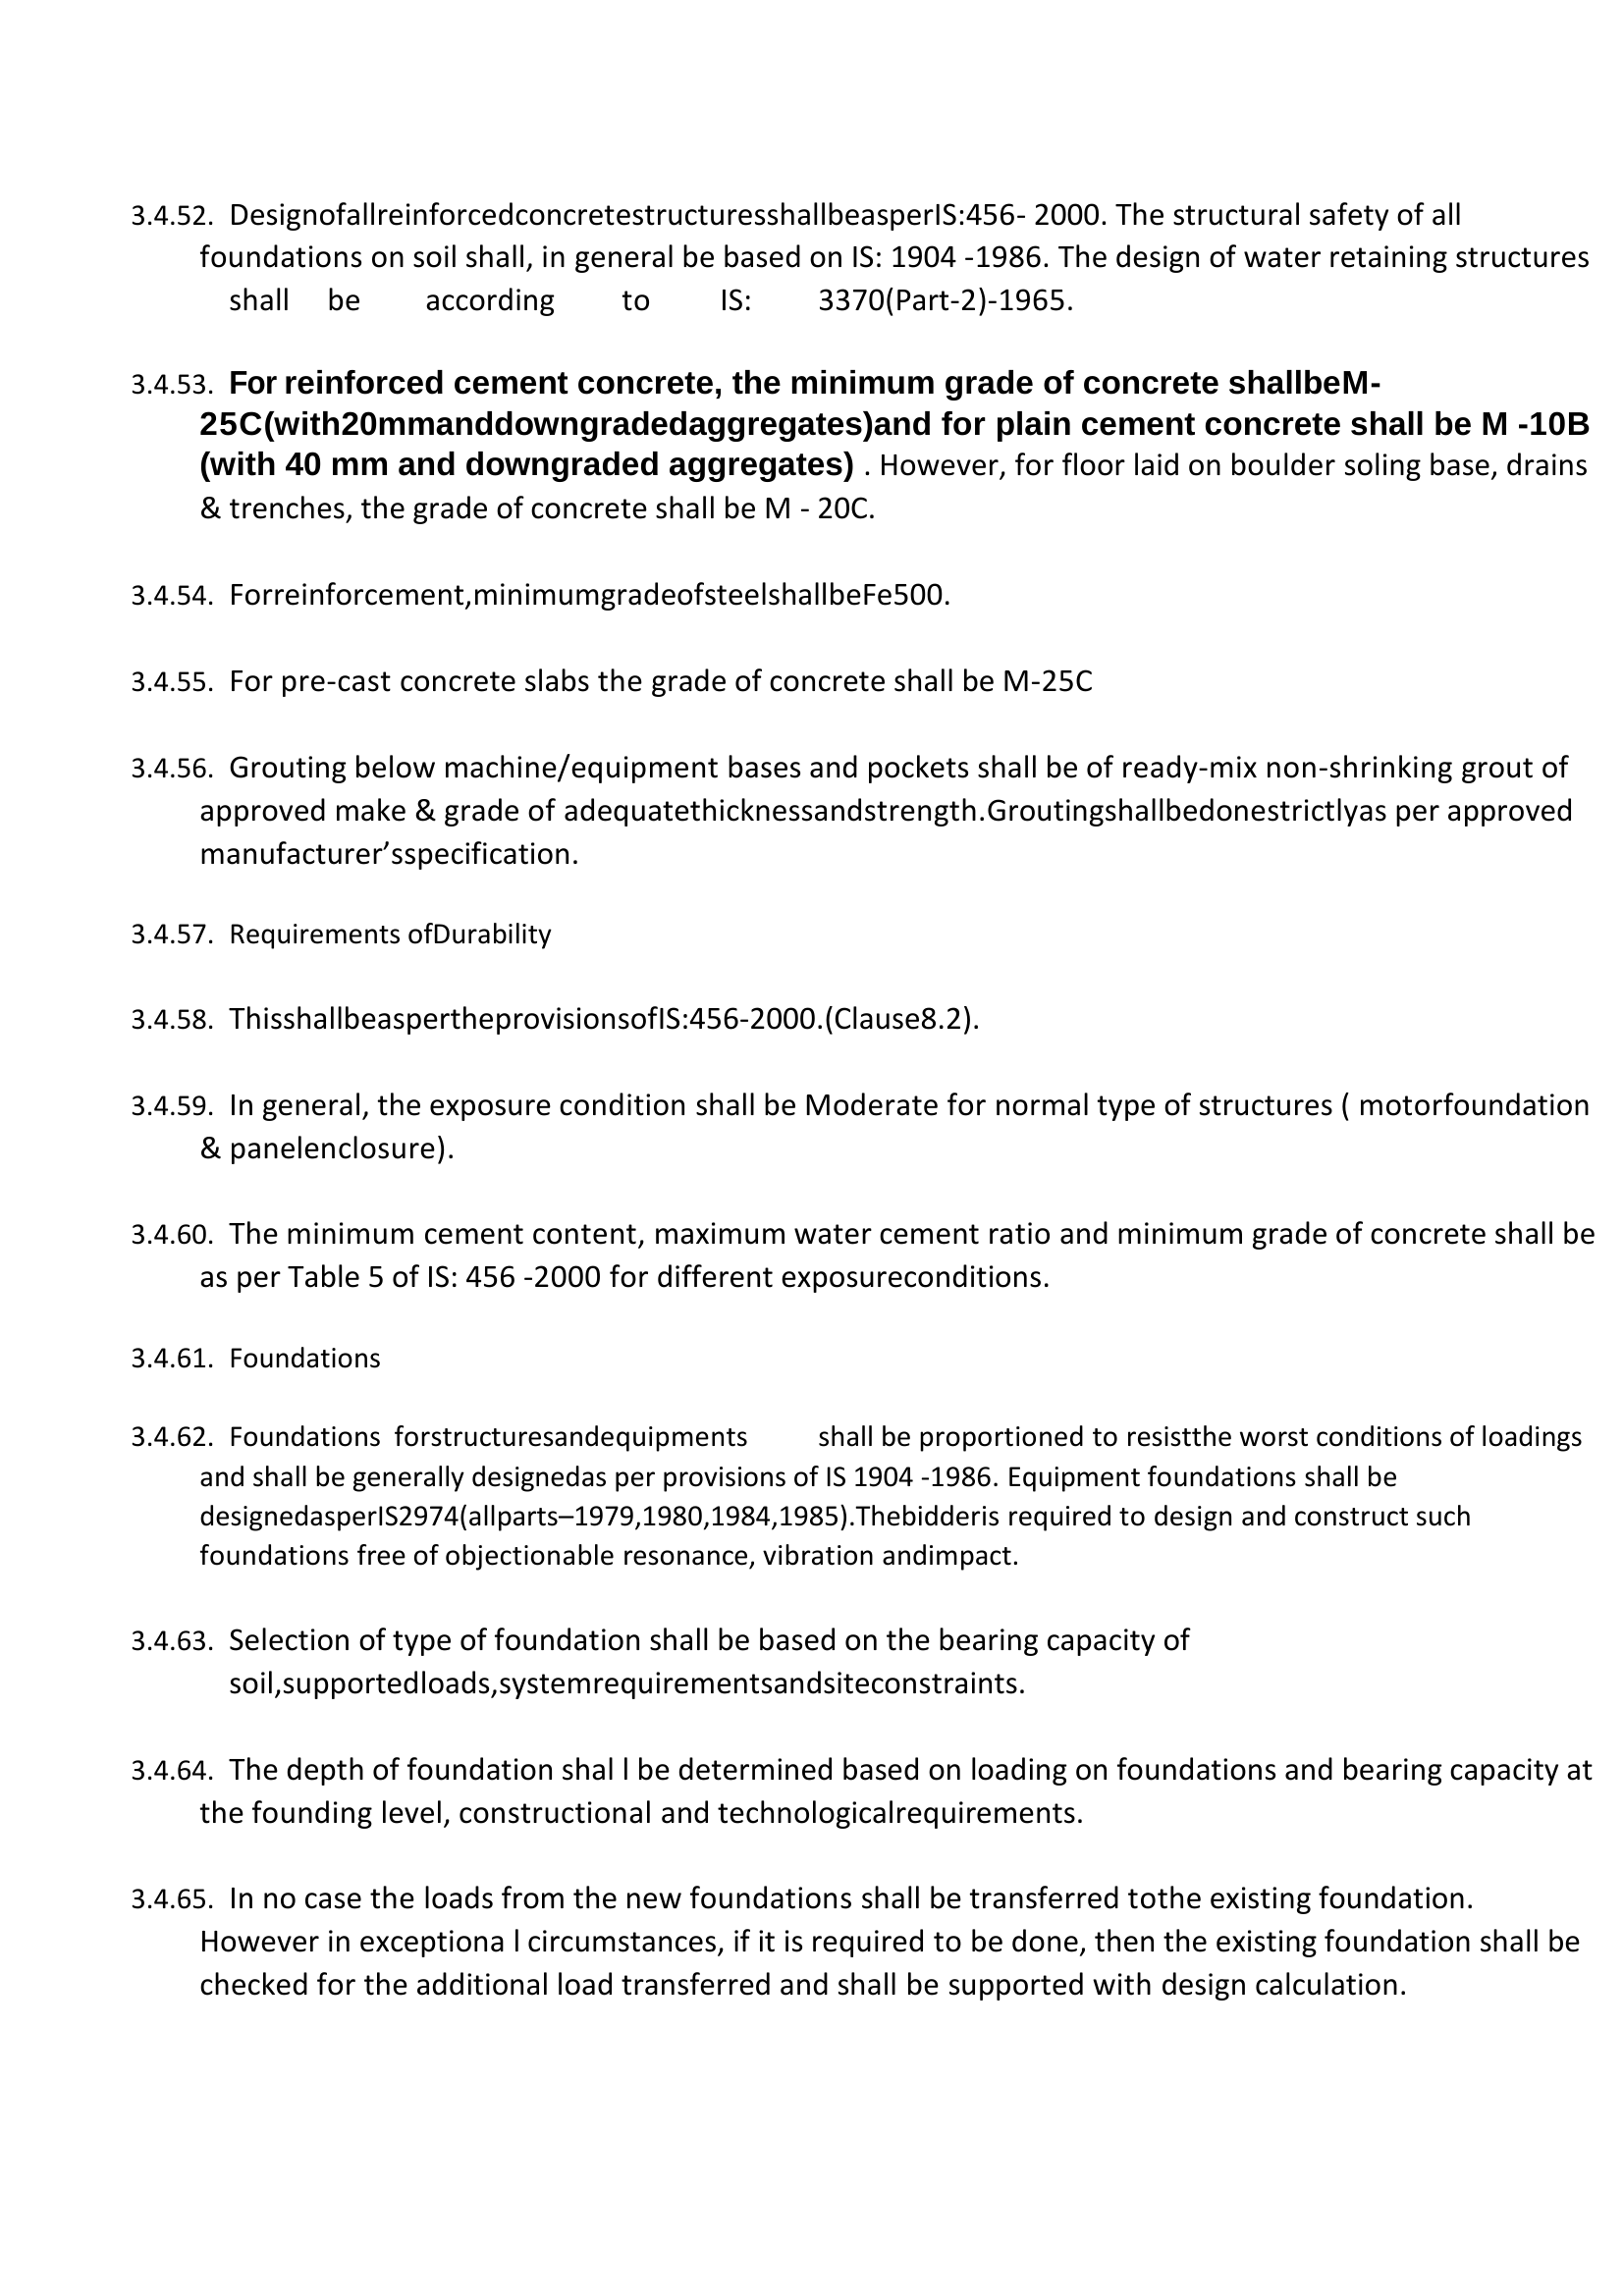 3.4.52. DesignofallreinforcedconcretestructuresshallbeasperIS:456- 2000. The structural safety of all
foundations on soil shall, in general be based on IS: 1904 -1986. The design of water retaining structures
shall be according to IS: 3370(Part-2)-1965.
3.4.53. For reinforced cement concrete, the minimum grade of concrete shallbeM-
25C(with20mmanddowngradedaggregates)and for plain cement concrete shall be M -10B
(with 40 mm and downgraded aggregates) . However, for floor laid on boulder soling base, drains
& trenches, the grade of concrete shall be M - 20C.
3.4.54. Forreinforcement,minimumgradeofsteelshallbeFe500.
3.4.55. For pre-cast concrete slabs the grade of concrete shall be M-25C
3.4.56. Grouting below machine/equipment bases and pockets shall be of ready-mix non-shrinking grout of
approved make & grade of adequatethicknessandstrength.Groutingshallbedonestrictlyas per approved
manufacturer’sspecification.
3.4.57. Requirements ofDurability
3.4.58. ThisshallbeaspertheprovisionsofIS:456-2000.(Clause8.2).
3.4.59. In general, the exposure condition shall be Moderate for normal type of structures ( motorfoundation
& panelenclosure).
3.4.60. The minimum cement content, maximum water cement ratio and minimum grade of concrete shall be
as per Table 5 of IS: 456 -2000 for different exposureconditions.
3.4.61. Foundations
3.4.62. Foundations forstructuresandequipments shall be proportioned to resistthe worst conditions of loadings
and shall be generally designedas per provisions of IS 1904 -1986. Equipment foundations shall be
designedasperIS2974(allparts–1979,1980,1984,1985).Thebidderis required to design and construct such
foundations free of objectionable resonance, vibration andimpact.
3.4.63. Selection of type of foundation shall be based on the bearing capacity of
soil,supportedloads,systemrequirementsandsiteconstraints.
3.4.64. The depth of foundation shal l be determined based on loading on foundations and bearing capacity at
the founding level, constructional and technologicalrequirements.
3.4.65. In no case the loads from the new foundations shall be transferred tothe existing foundation.
However in exceptiona l circumstances, if it is required to be done, then the existing foundation shall be
checked for the additional load transferred and shall be supported with design calculation.